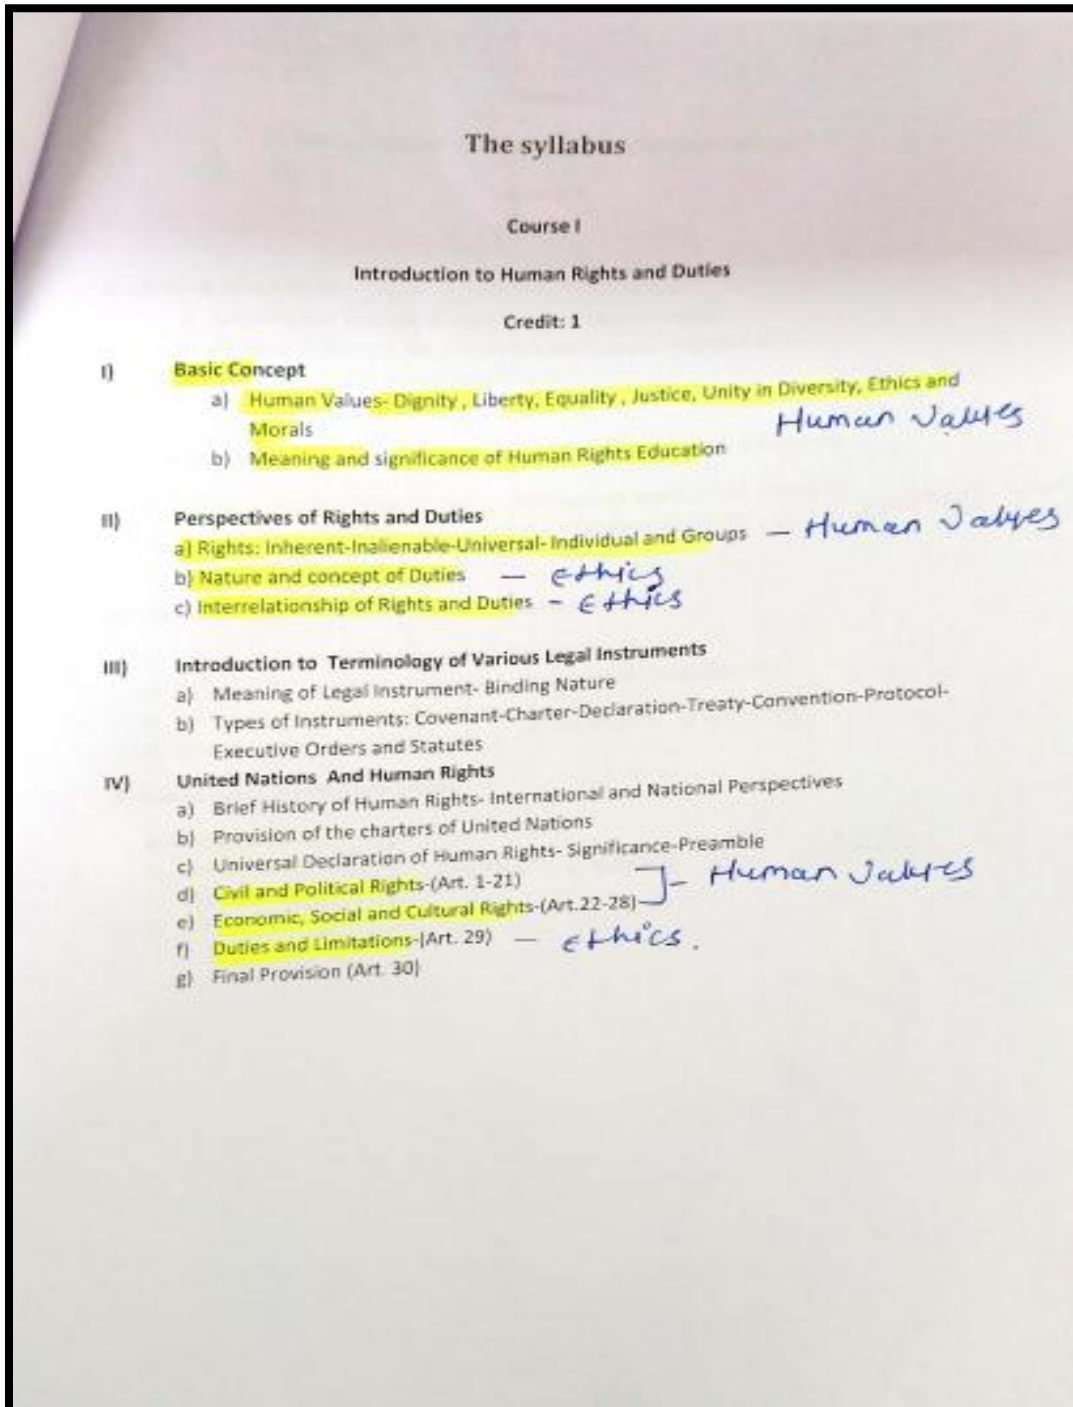 The syllabus
Course I
Introduction to Human Rights and Duties
Credit: 1
I) Basic Concept
a) Human Values- Dignity , Liberty, Equality , Justice, Unity in Diversity, Ethics and
Morals
Human Values
b) Meaning and significance of Human Rights Education
II) Perspectives of Rights and Duties
a) Rights: Inherent-Inalienable-Universal- Individual and Groups — Human Values
b) Nature and concept of Duties — Ethics
c) Interrelationship of Rights and Duties - Ethics
III) Introduction to Terminology of Various Legal Instruments
a) Meaning of Legal Instrument- Binding Nature
b) Types of Instruments: Covenant-Charter-Declaration-Treaty-Convention-Protocol-
Executive Orders and Statutes
IV) United Nations And Human Rights
a) Brief History of Human Rights- International and National Perspectives
b) Provision of the charters of United Nations
c) Universal Declaration of Human Rights- Significance-Preamble
d) Civil and Political Rights-(Art. 1-21)
e) Economic, Social and Cultural Rights-(Art.22-28)
] - Human Values
f) Duties and Limitations-(Art. 29) — Ethics.
g) Final Provision (Art. 30)